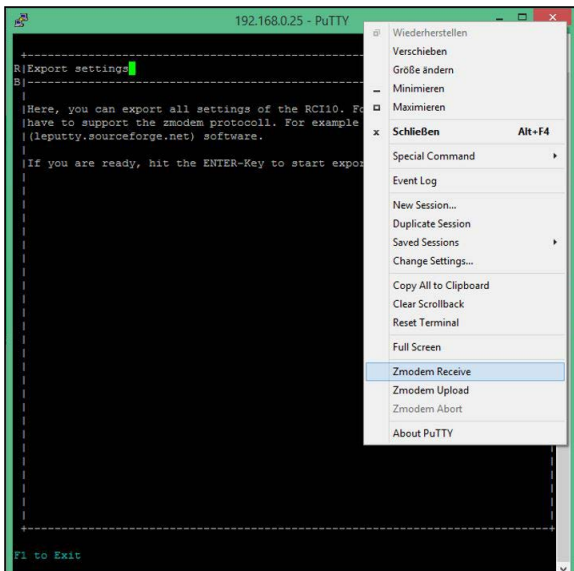 192.168.0.25 - PuTTY
R|Export settings
B|
Here, you can export all settings of the RCI10.
have to support the zmodem protocoll. For example
(leputty.sourceforge.net) software.
If you are ready, hit the ENTER-Key to start
F1 to Exit
Wiederherstellen
Verschieben
Größe ändern
Minimieren
Maximieren
Schließen Alt+F4
Special Command
Event Log
New Session...
Duplicate Session
Saved Sessions
Change Settings...
Copy All to Clipboard
Clear Scrollback
Reset Terminal
Full Screen
Zmodem Receive
Zmodem Upload
Zmodem Abort
About PuTTY